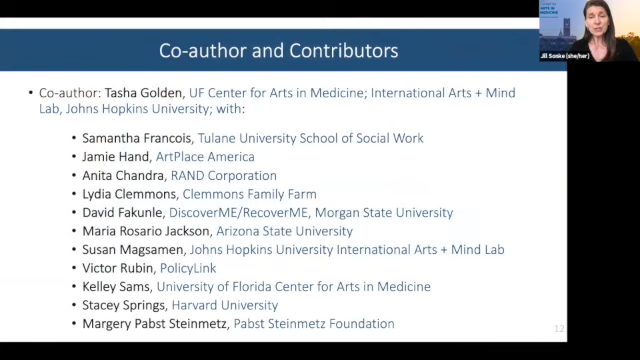 Co-author and Contributors
• Co-author: Tasha Golden, UF Center for Arts in Medicine; International Arts + Mind
Lab, Johns Hopkins University; with:
• Samantha Francois, Tulane University School of Social Work
• Jamie Hand, ArtPlace America
• Anita Chandra, RAND Corporation
• Lydia Clemmons, Clemmons Family Farm
• David Fakunle, DiscoverME/RecoverME, Morgan State University
• Maria Rosario Jackson, Arizona State University
• Susan Magsamen, Johns Hopkins University International Arts + Mind Lab
• Victor Rubin, PolicyLink
• Kelley Sams, University of Florida Center for Arts in Medicine
• Stacey Springs, Harvard University
• Margery Pabst Steinmetz, Pabst Steinmetz Foundation
12
ARTS IN
MEDICINE
Jill Sonke (she/her)